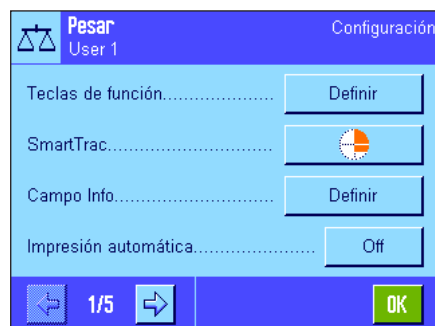 Pesar
Configuración
User 1
Teclas de función.................... Definir
SmartTrac..............................
Campo Info............................. Definir
Impresión automática...................... Off
1/5
OK